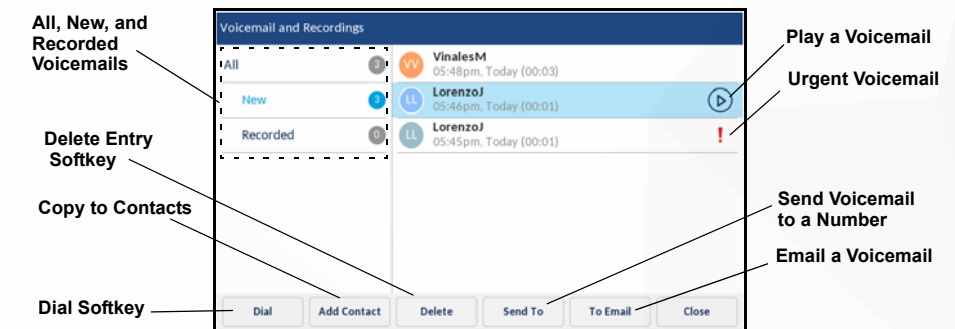 All, New, and
Recorded
Voicemails
Delete Entry
Softkey
Copy to Contacts
Dial Softkey
Voicemail and Recordings
All 3
New 3
Recorded 0
VV VinalesM
05:48pm, Today (00:03)
LL LorenzoJ
05:46pm, Today (00:01)
LL LorenzoJ
05:45pm, Today (00:01) !
Dial Add Contact Delete Send To To Email Close
Play a Voicemail
Urgent Voicemail
Send Voicemail
to a Number
Email a Voicemail